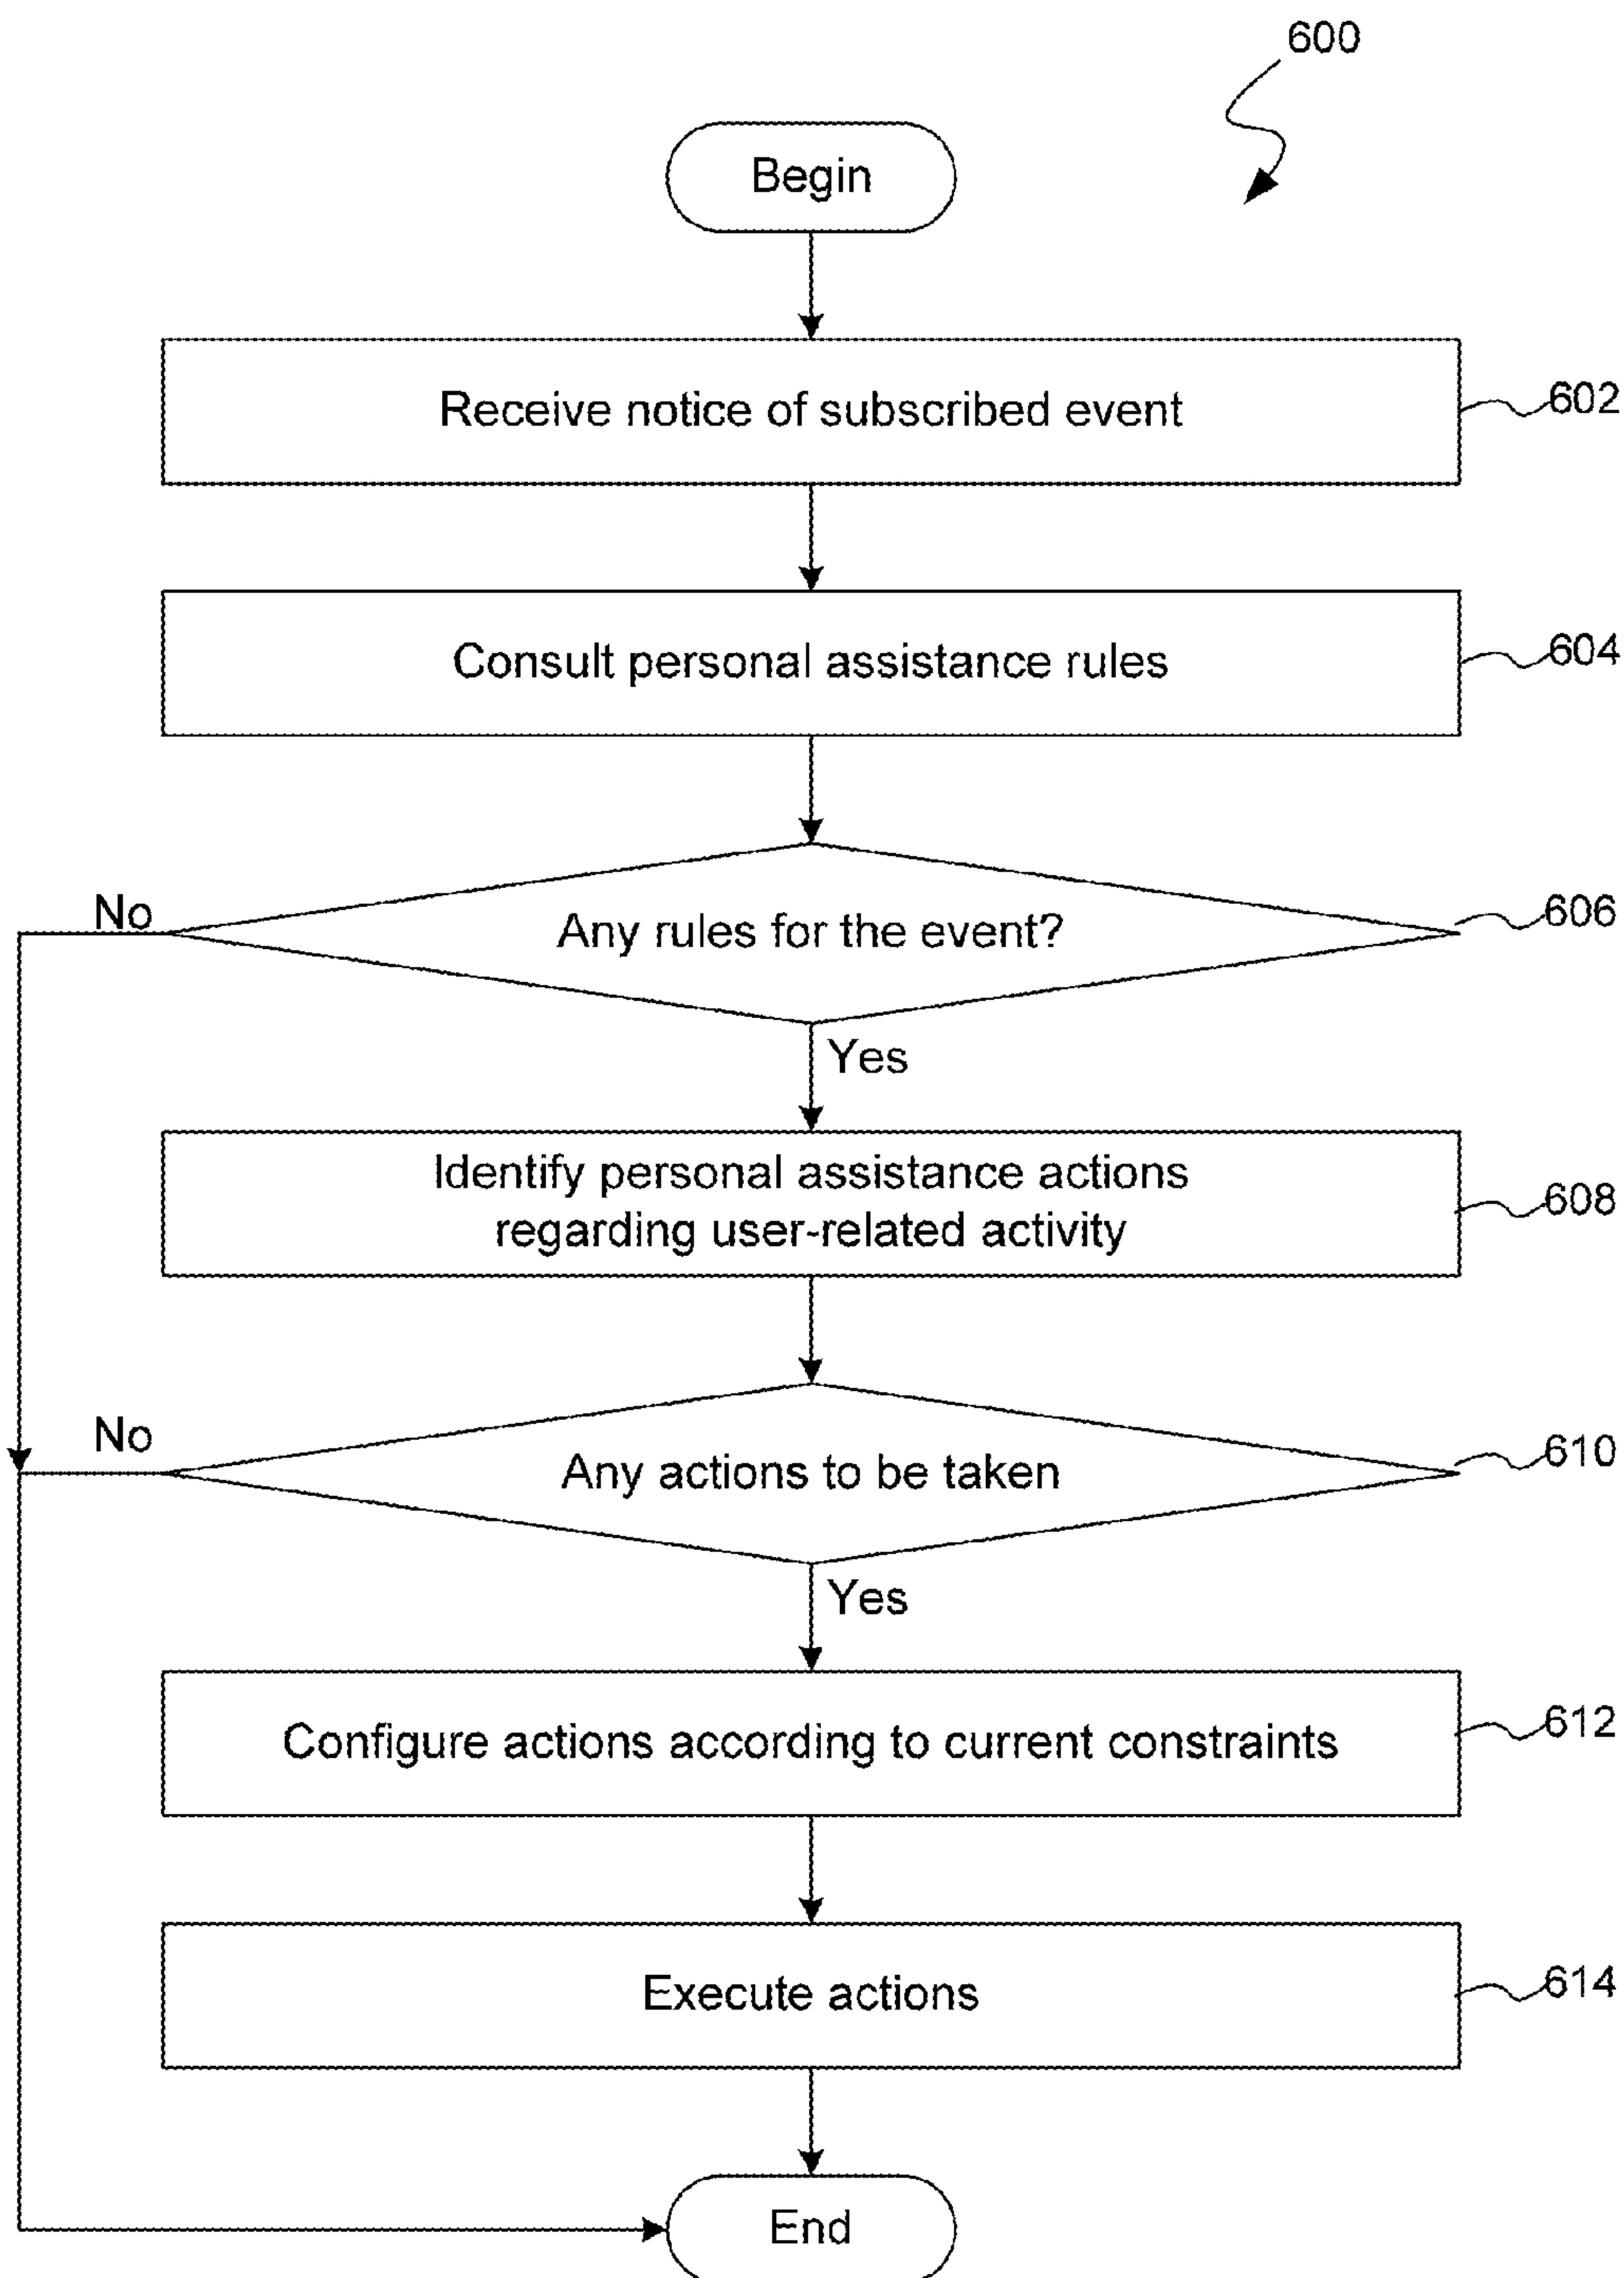 600
Begin
Receive notice of subscribed event
602
Consult personal assistance rules
604
No
Any rules for the event?
606
Yes
Identify personal assistance actions
regarding user-related activity
608
No
Any actions to be taken
610
Yes
Configure actions according to current constraints
612
Execute actions
614
End